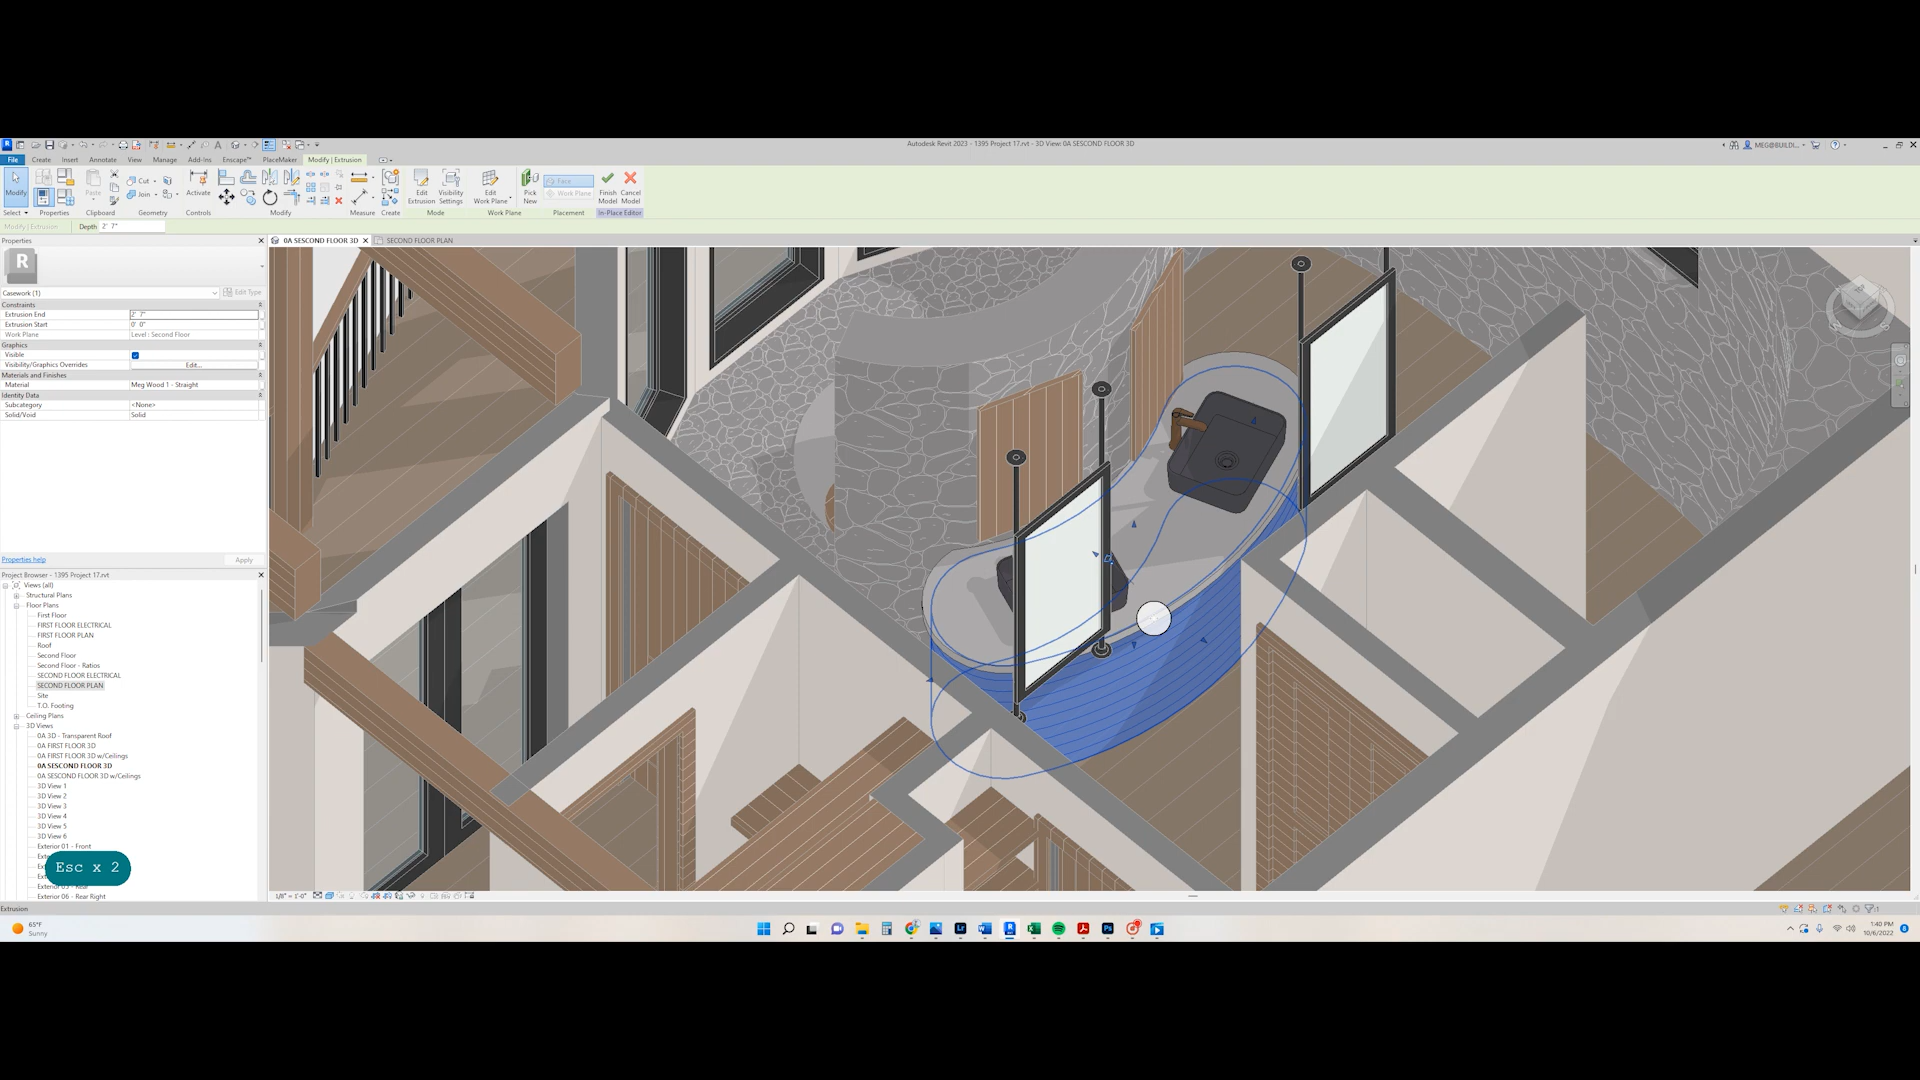 Autodesk Revit 2023 - 1395 Project 17.rvt - 3D View: 0A SESCOND FLOOR 3D
MEG@BUILDI...
File Create Insert Annotate View Manage Add-Ins Enscape™ PlaceMaker Modify | Extrusion
Modify
Paste
Cut
Join
Activate
Edit Extrusion
Visibility Settings
Edit Work Plane
Pick New
Face
Work Plane
Finish Model
Cancel Model
Select Properties Clipboard Geometry Controls Modify Measure Create Mode Work Plane Placement In-Place Editor
Modify | Extrusion
Depth 2' 7"
Properties
0A SESCOND FLOOR 3D
SECOND FLOOR PLAN
R
Casework (1)
Edit Type
Constraints
Extrusion End 2' 7"
Extrusion Start 0' 0"
Work Plane Level : Second Floor
Graphics
Visible
Visibility/Graphics Overrides Edit...
Materials and Finishes
Material Meg Wood 1 - Straight
Identity Data
Subcategory <None>
Solid/Void Solid
Properties help
Apply
Project Browser - 1395 Project 17.rvt
Views (all)
Structural Plans
Floor Plans
First Floor
FIRST FLOOR ELECTRICAL
FIRST FLOOR PLAN
Roof
Second Floor
Second Floor - Ratios
SECOND FLOOR ELECTRICAL
SECOND FLOOR PLAN
Site
T.O. Footing
Ceiling Plans
3D Views
0A 3D - Transparent Roof
0A FIRST FLOOR 3D
0A FIRST FLOOR 3D w/Ceilings
0A SESCOND FLOOR 3D
0A SESCOND FLOOR 3D w/Ceilings
3D View 1
3D View 2
3D View 3
3D View 4
3D View 5
3D View 6
Exterior 01 - Front
Esc x 2
Exterior 06 - Rear Right
1/8" = 1'-0"
Extrusion
65°F
Sunny
1:40 PM
10/6/2022